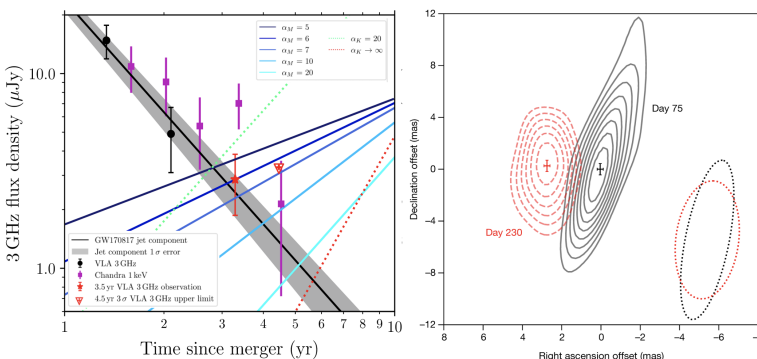 3 GHz flux density (μJy)
10.0
1.0
α_M = 5
α_M = 6
α_M = 7
α_M = 10
α_M = 20
α_K = 20
α_K → ∞
GW170817 jet component
Jet component 1 σ error
VLA 3 GHz
Chandra 1 keV
3.5 yr VLA 3 GHz observation
4.5 yr 3 σ VLA 3 GHz upper limit
1 2 3 4 5 6 7 8 9 10
Time since merger (yr)
Declination offset (mas)
12
8
4
0
−4
−8
−12
Day 75
Day 230
8 6 4 2 0 −2 −4 −6
Right ascension offset (mas)